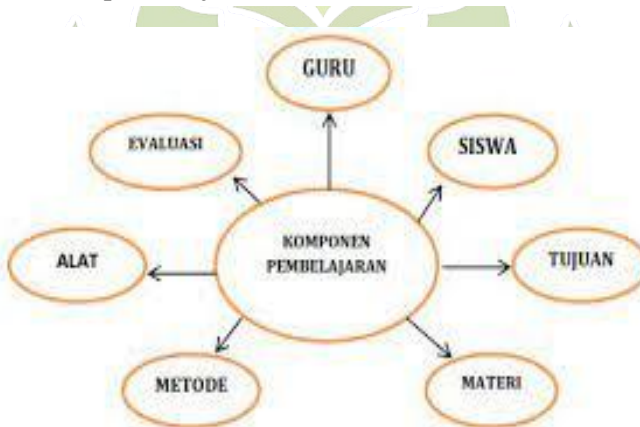 GURU
EVALUASI
SISWA
KOMPONEN
PEMBELAJARAN
ALAT
TUJUAN
METODE
MATERI